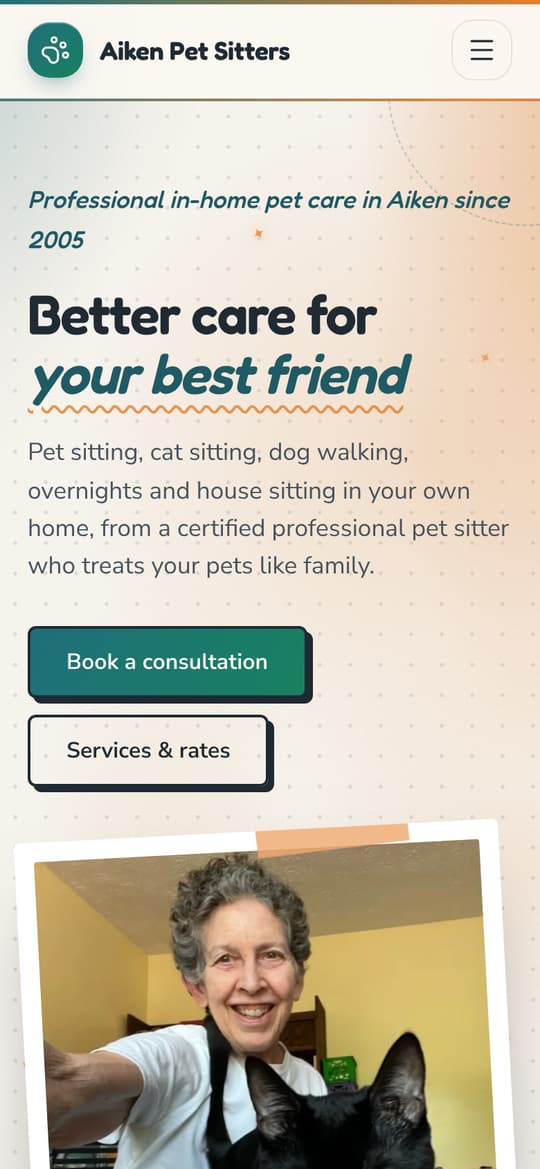 Aiken Pet Sitters
Professional in-home pet care in Aiken since
2005
Better care for
your best friend
Pet sitting, cat sitting, dog walking,
overnights and house sitting in your own
home, from a certified professional pet sitter
who treats your pets like family.
Book a consultation
Services & rates